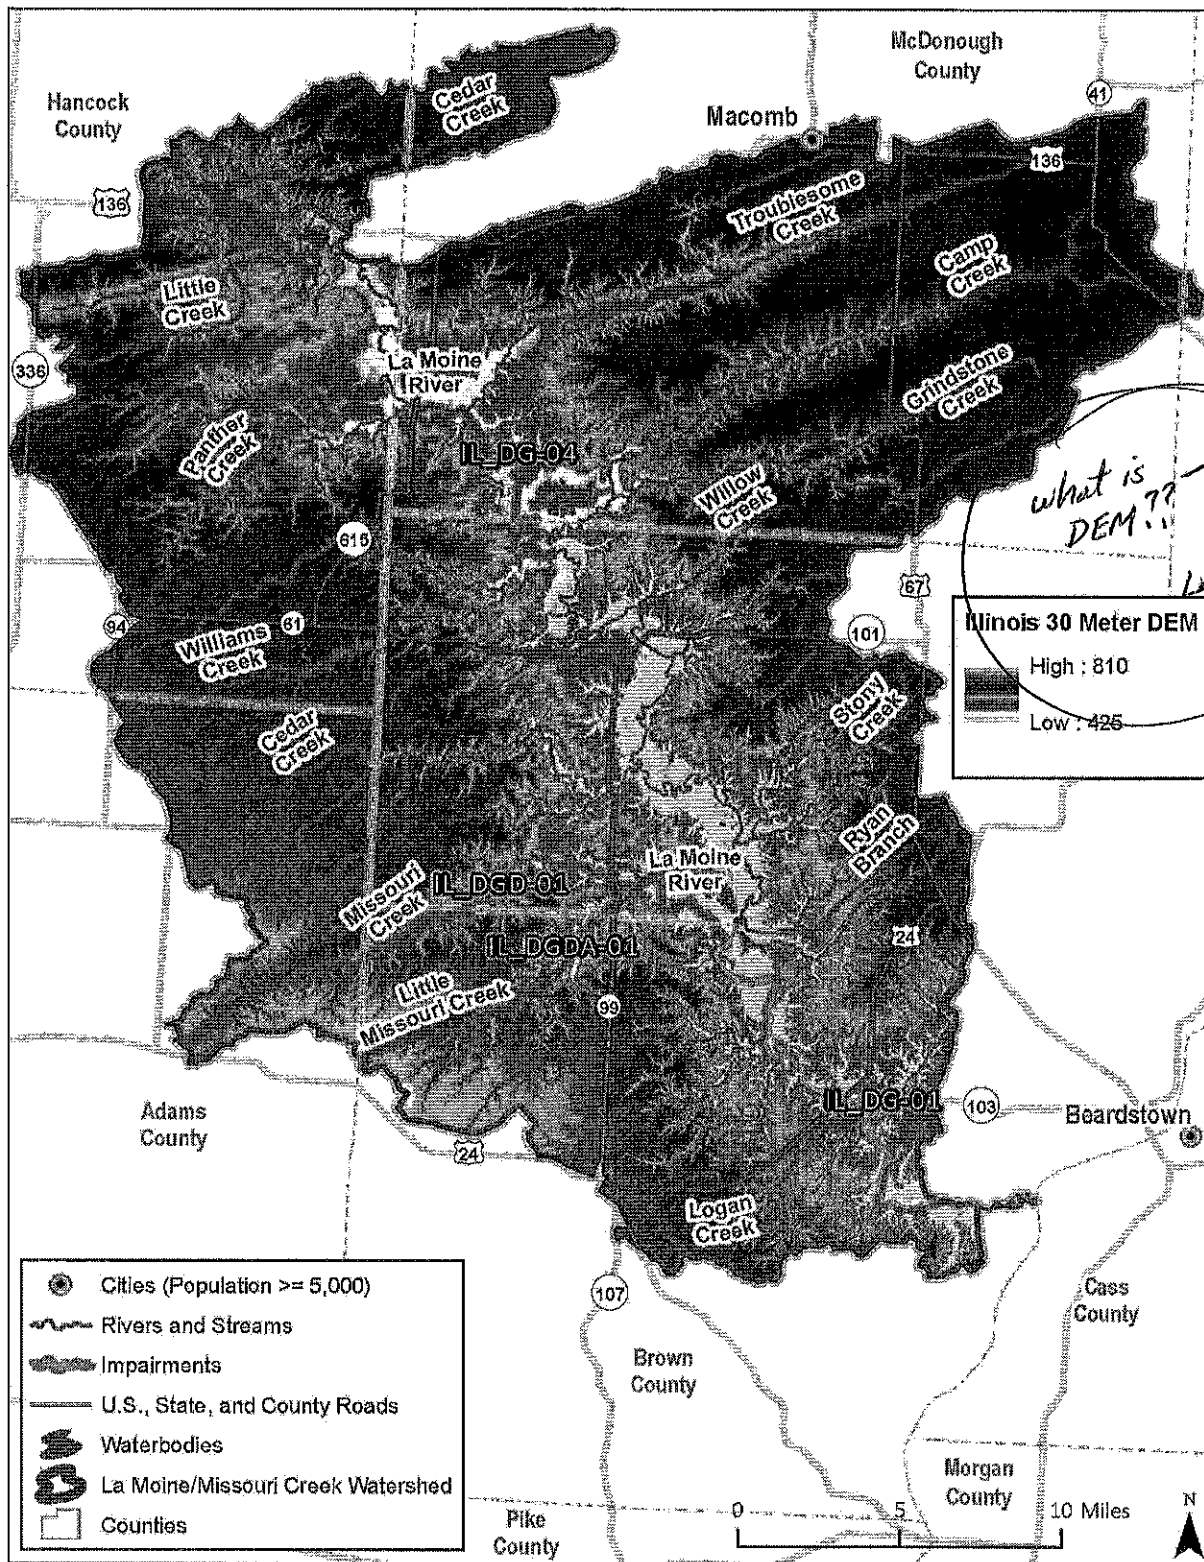 McDonough
County
Hancock
County
Cedar
Creek
Macomb
41
136
136
Troublesome
Creek
Camp
Creek
Little
Creek
336
La Moine
River
Grindstone
Creek
Panther
Creek
IL_DG-04
what is
DEM??
Willow
Creek
615
67
Illinois 30 Meter DEM
High : 810
Low : 425
94
Williams
Creek
61
101
Stony
Creek
Cedar
Creek
Ryan
Branch
La Moine
River
IL_DGD-01
Missouri
Creek
24
IL_DGDA-01
Little
Missouri Creek
99
Adams
County
IL_DG-01
103
Beardstown
24
Logan
Creek
Cities (Population >= 5,000)
Rivers and Streams
Impairments
U.S., State, and County Roads
Waterbodies
La Moine/Missouri Creek Watershed
Counties
107
Cass
County
Brown
County
Morgan
County
Pike
County
0 5 10 Miles
N